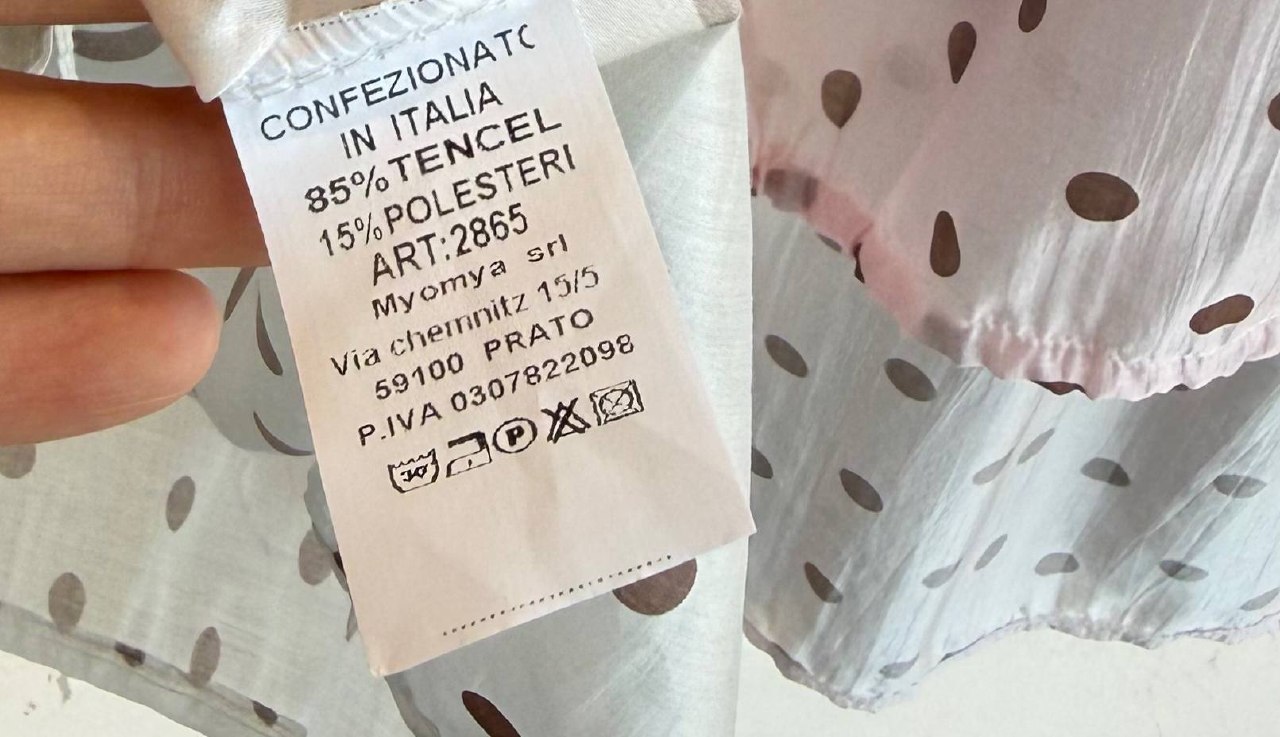 CONFEZIONATO
IN ITALIA
85%TENCEL
15%POLESTERI
ART:2865
Myomya srl
Via chemnitz 15/5
59100 PRATO
P.IVA 0307822098
30 P